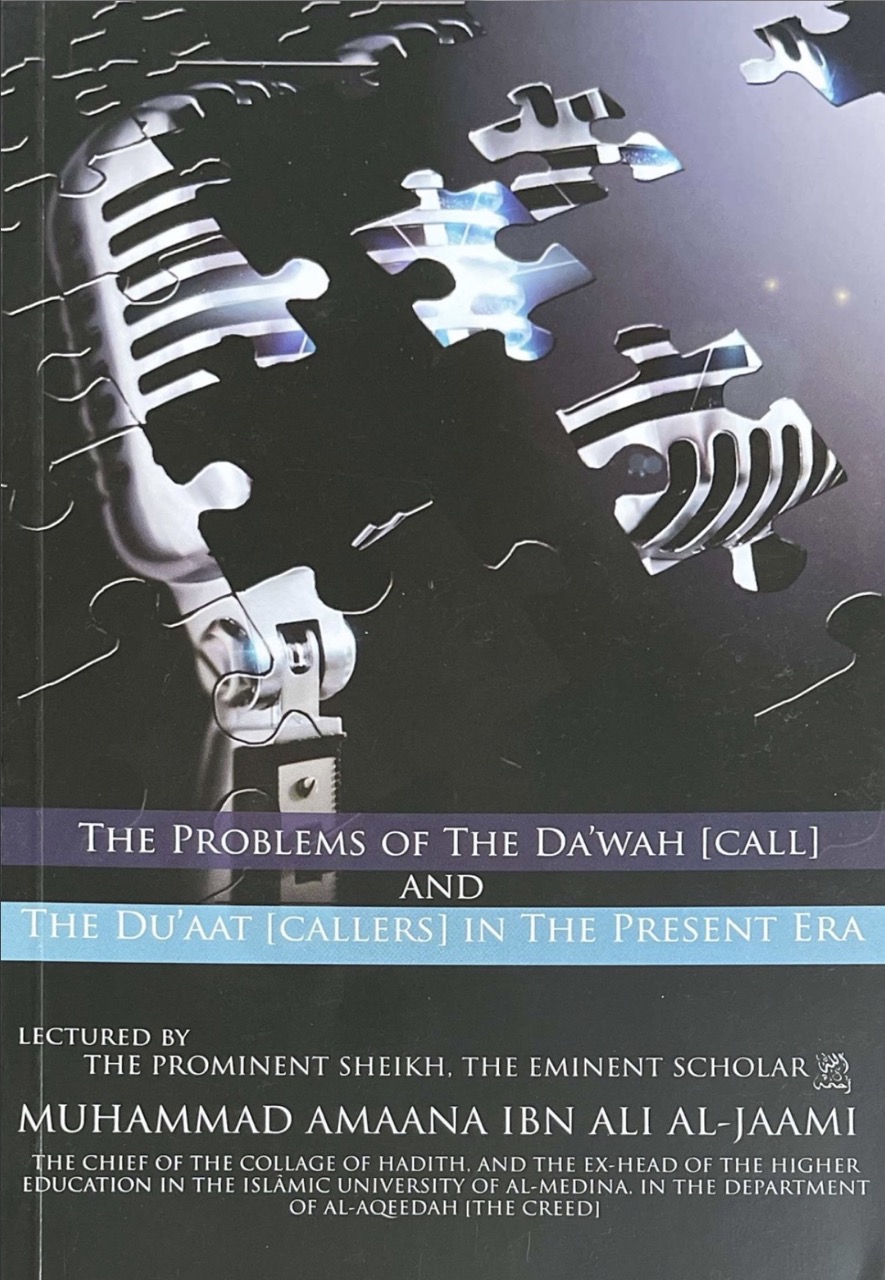 THE PROBLEMS OF THE DA'WAH [CALL]
AND
THE DU'AAT [CALLERS] IN THE PRESENT ERA
LECTURED BY
THE PROMINENT SHEIKH, THE EMINENT SCHOLAR
MUHAMMAD AMAANA IBN ALI AL-JAAMI
THE CHIEF OF THE COLLAGE OF HADITH, AND THE EX-HEAD OF THE HIGHER
EDUCATION IN THE ISLÂMIC UNIVERSITY OF AL-MEDINA, IN THE DEPARTMENT
OF AL-AQEEDAH [THE CREED]